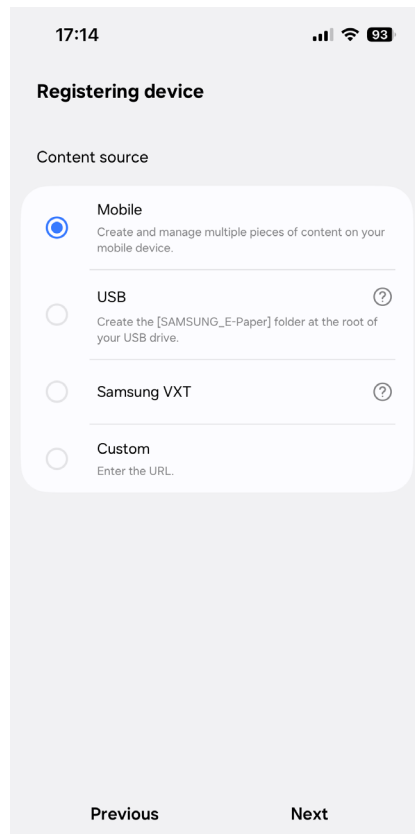 17:14
93
Registering device
Content source
Mobile
Create and manage multiple pieces of content on your
mobile device.
USB
?
Create the [SAMSUNG_E-Paper] folder at the root of
your USB drive.
Samsung VXT
?
Custom
Enter the URL.
Previous
Next